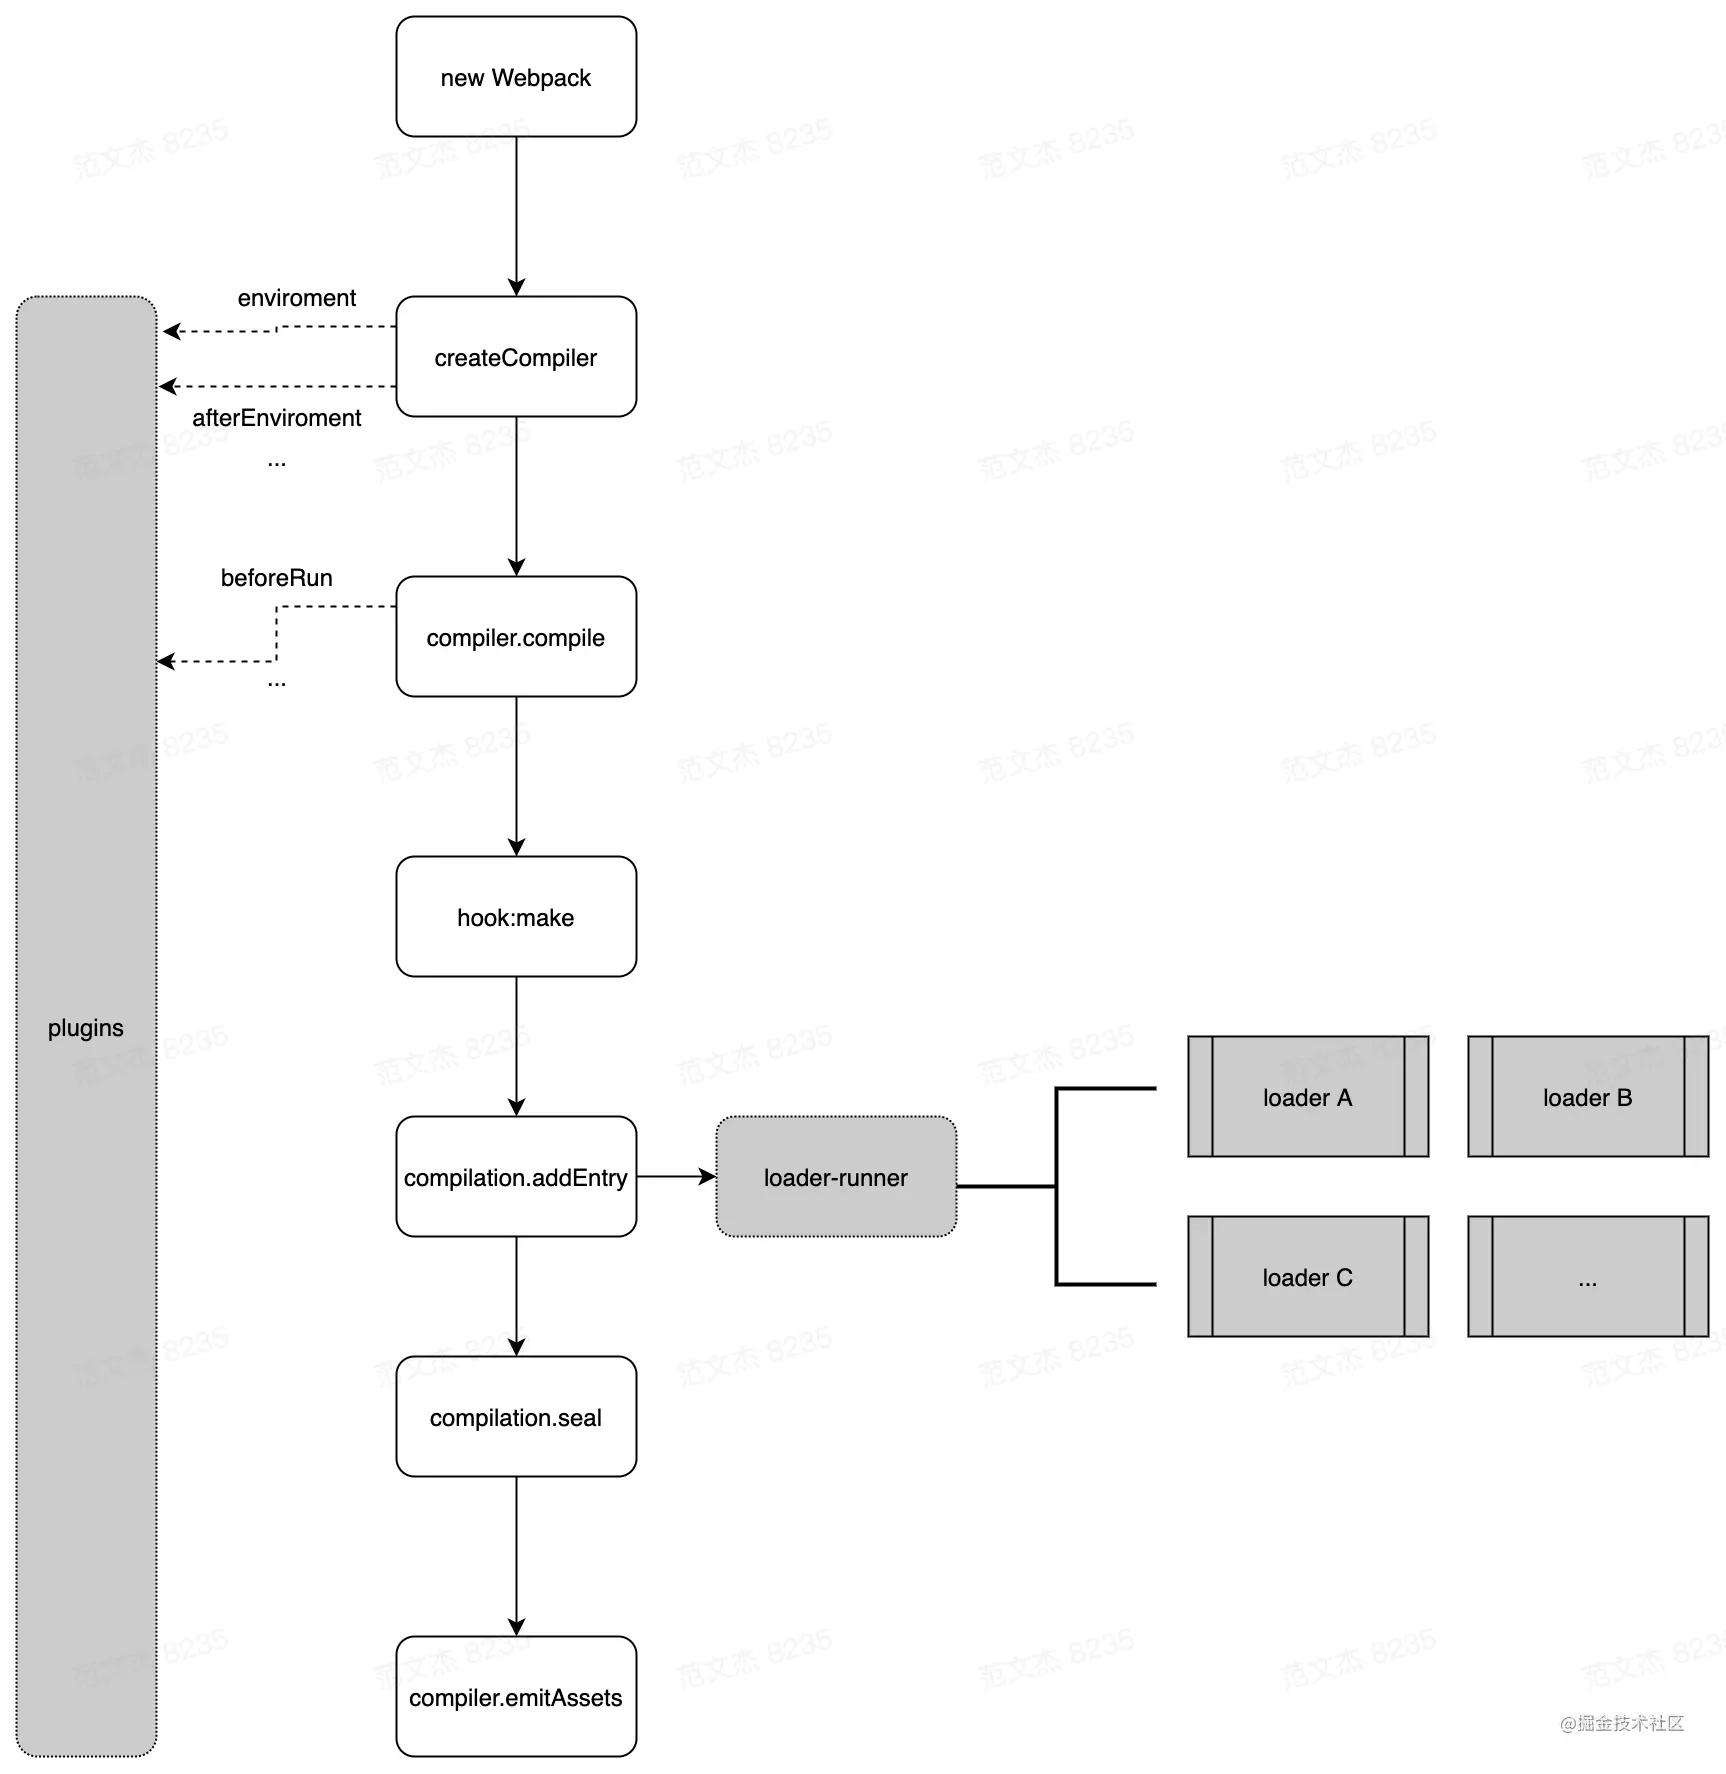 new Webpack
enviroment
createCompiler
afterEnviroment
...
beforeRun
compiler.compile
...
hook:make
plugins
loader A
loader B
compilation.addEntry
loader-runner
loader C
...
compilation.seal
compiler.emitAssets
@掘金技术社区
范文杰 8235